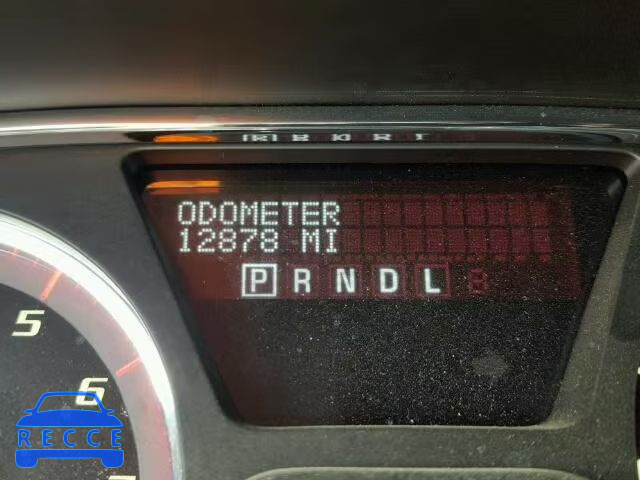 ODOMETER
12878 MI
P R N D L
5
6
RECCE